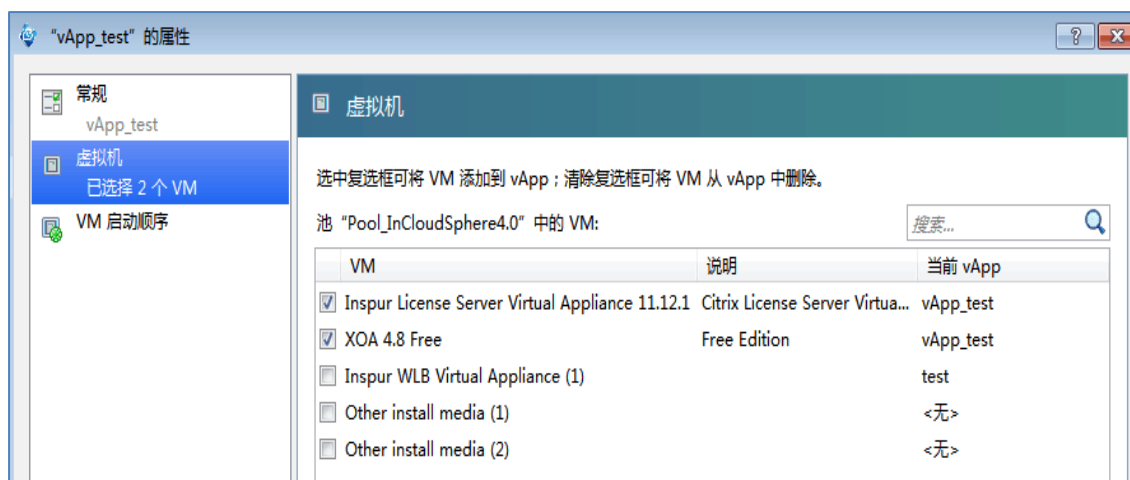 “vApp_test” 的属性
常规
vApp_test
虚拟机
已选择 2 个 VM
VM 启动顺序
虚拟机
选中复选框可将 VM 添加到 vApp；清除复选框可将 VM 从 vApp 中删除。
池 “Pool_InCloudSphere4.0” 中的 VM:
搜索...
VM 说明 当前 vApp
Inspur License Server Virtual Appliance 11.12.1 Citrix License Server Virtua... vApp_test
XOA 4.8 Free Free Edition vApp_test
Inspur WLB Virtual Appliance (1) test
Other install media (1) <无>
Other install media (2) <无>